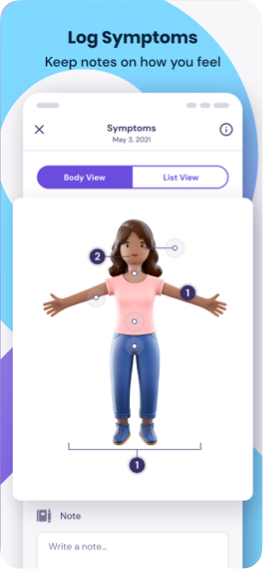 Log Symptoms
Keep notes on how you feel
Symptoms
May 3, 2021
Body View
List View
2
1
1
Note
Write a note...